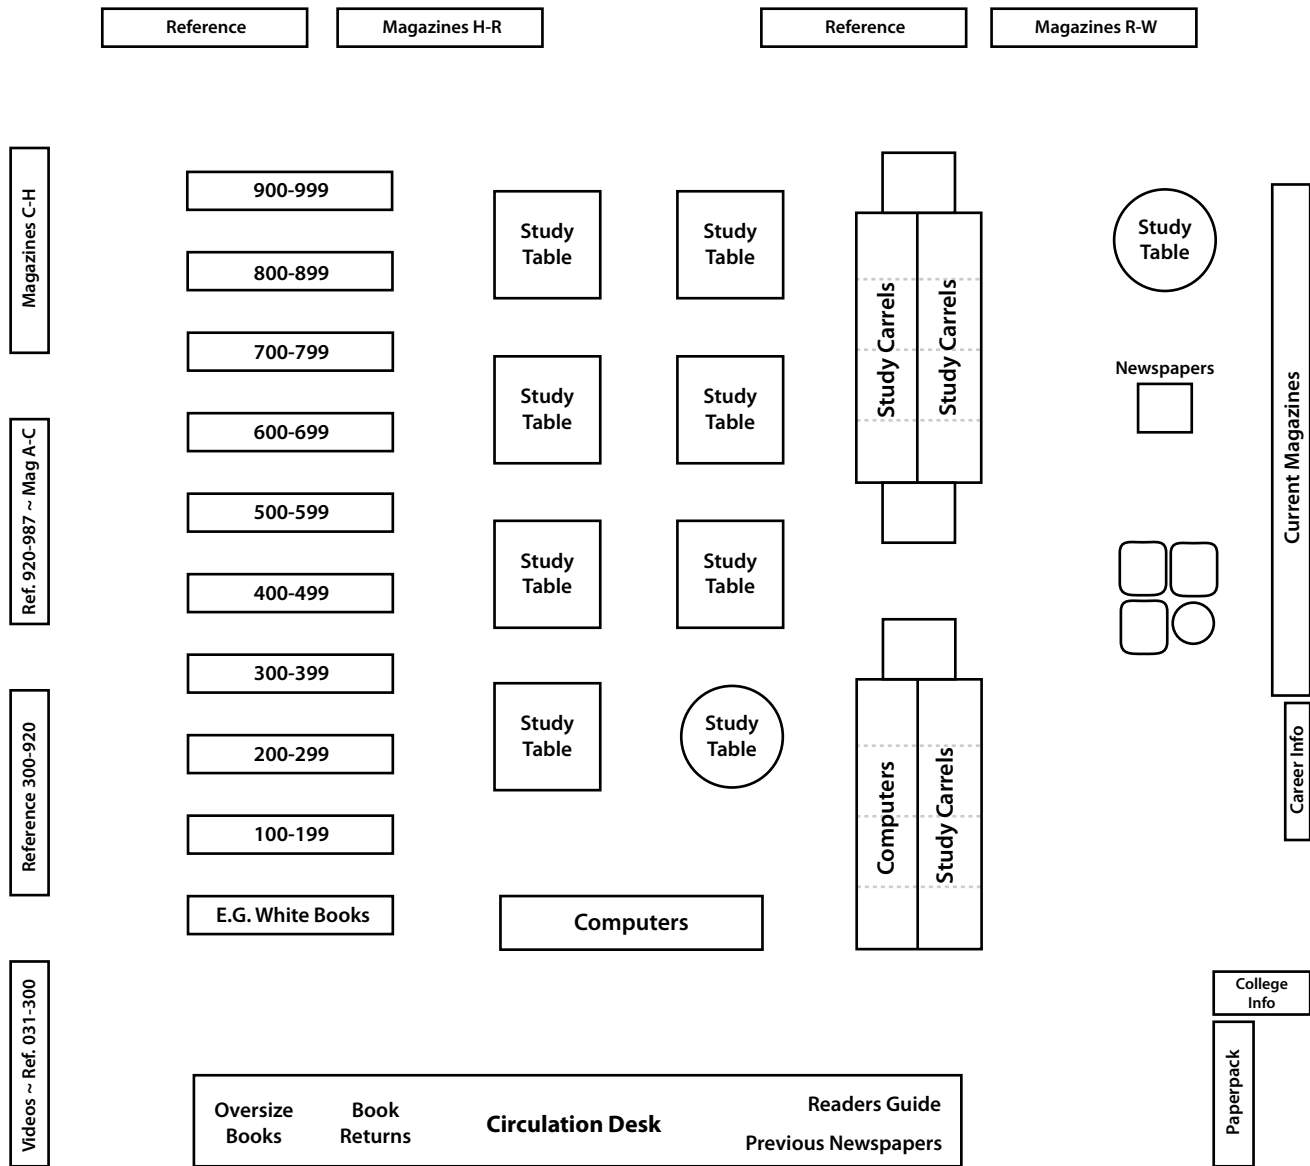 Reference
Magazines H-R
Reference
Magazines R-W
Magazines C-H
Ref. 920-987 ~ Mag A-C
Reference 300-920
Videos ~ Ref. 031-300
900-999
800-899
700-799
600-699
500-599
400-499
300-399
200-299
100-199
E.G. White Books
Study
Table
Study
Table
Study
Table
Study
Table
Study
Table
Study
Table
Study
Table
Study
Table
Computers
Study Carrels
Study Carrels
Computers
Study Carrels
Study
Table
Newspapers
Current Magazines
Career Info
College
Info
Paperpack
Oversize
Books
Book
Returns
Circulation Desk
Readers Guide
Previous Newspapers